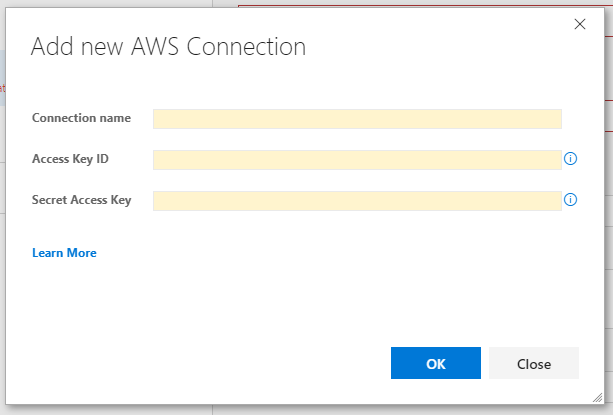 Add new AWS Connection
Connection name
Access Key ID
Secret Access Key
Learn More
OK
Close